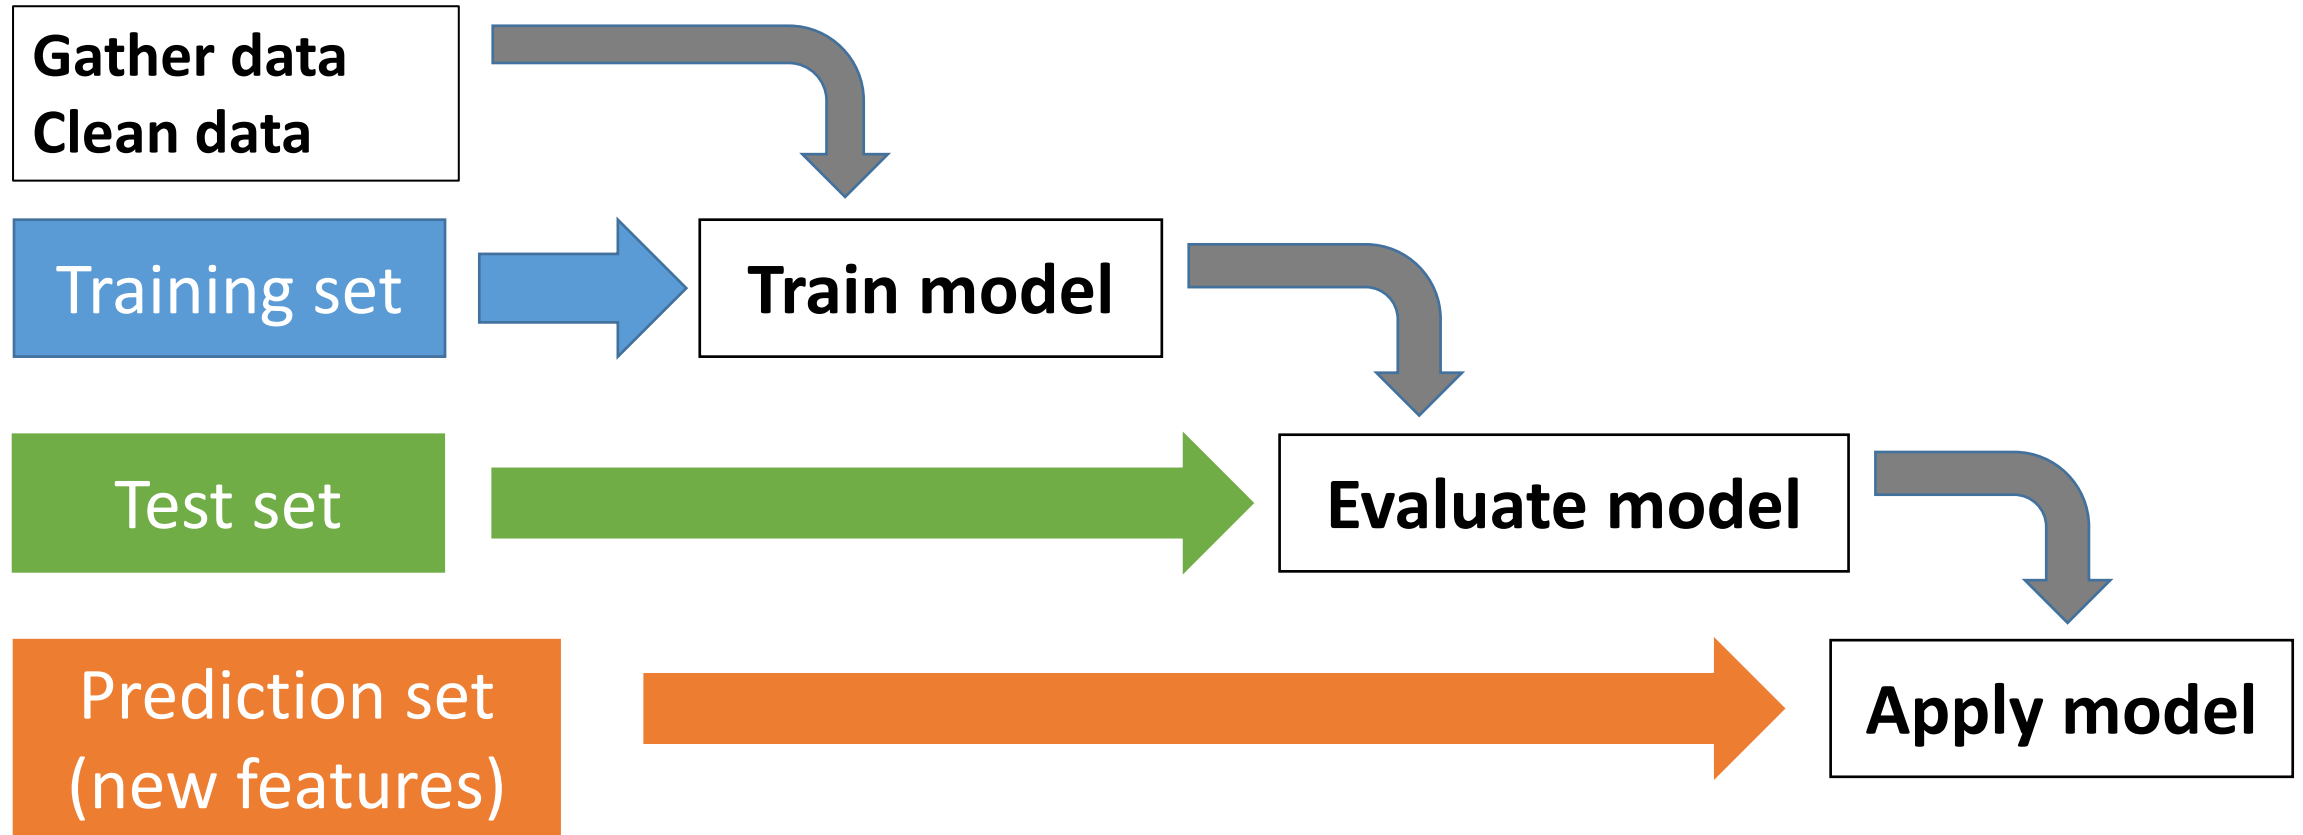 Gather data
Clean data
Training set
Train model
Test set
Evaluate model
Prediction set
(new features)
Apply model